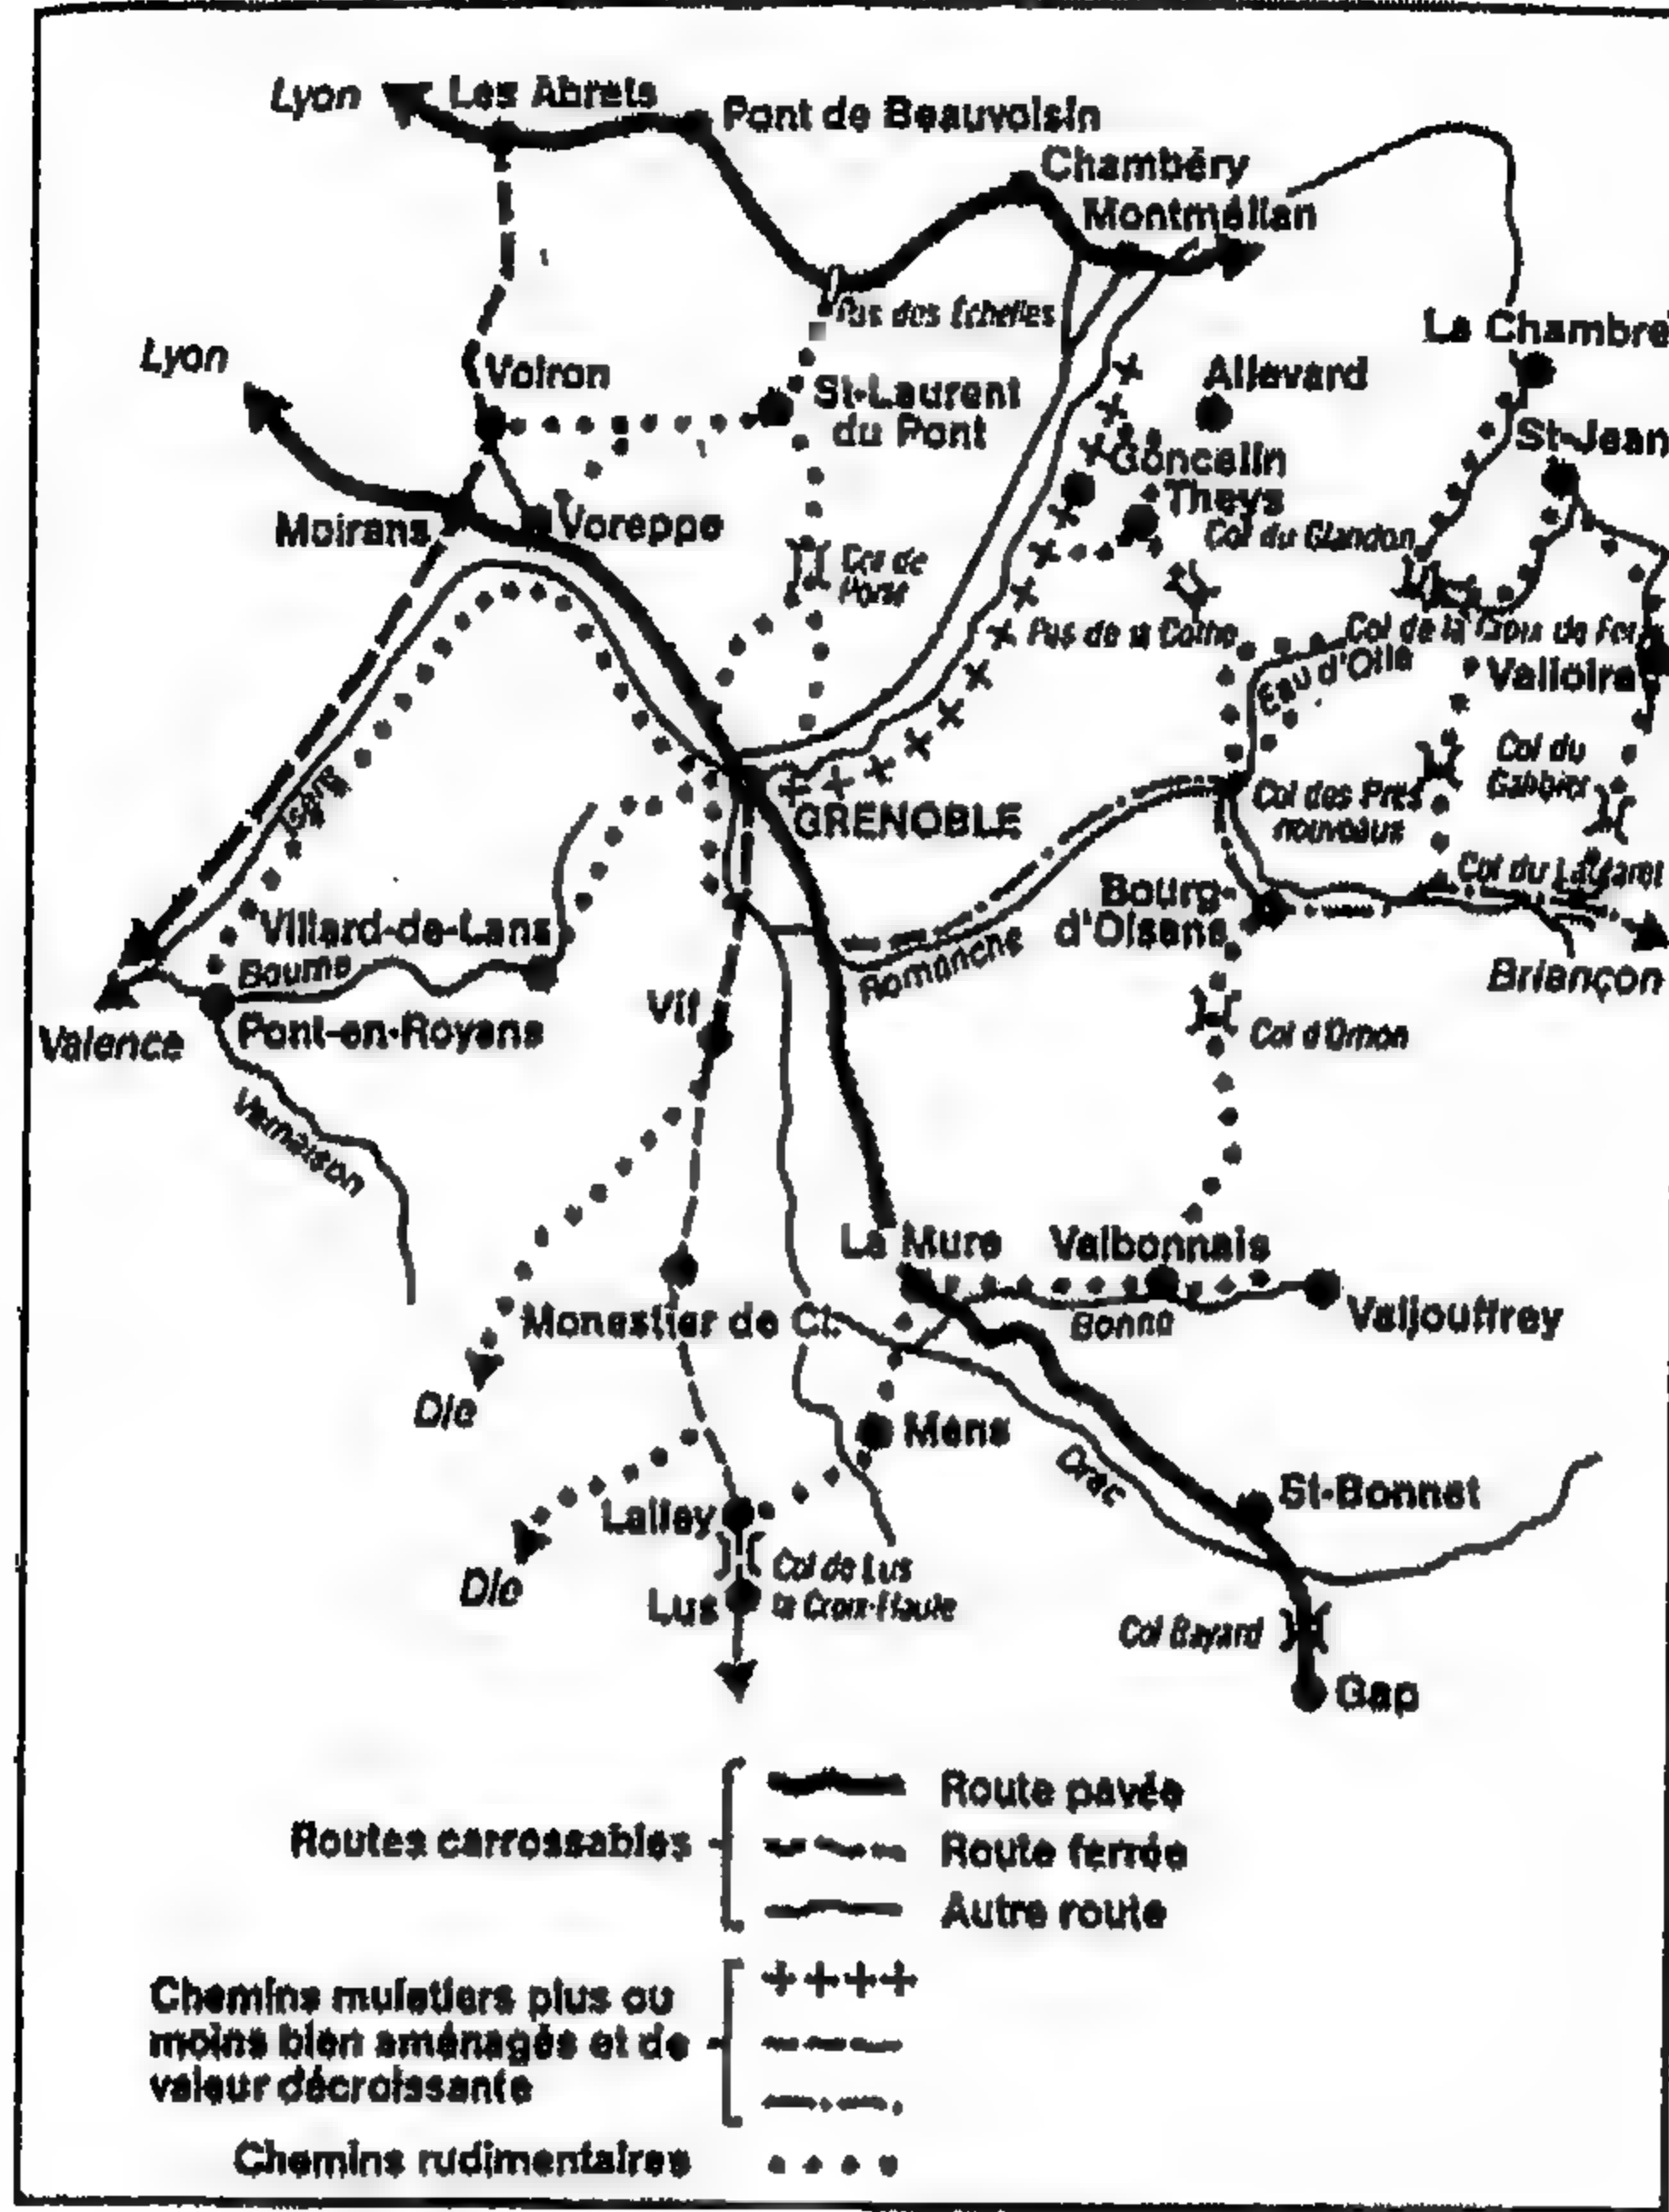 Lyon
Les Abrets
Pont de Beauvoisin
Chambéry
Montmélian
Pas des Echelles
La Chambre
Lyon
Voiron
St-Laurent
du Pont
Allevard
St-Jean
Goncelin
Theys
Moirans
Voreppe
Col de
Porte
Col du Glandon
Pas de la Coche
Col de la Croix de Fer
Eau d'Olle
Valloire
Isère
GRENOBLE
Col des Prés
nouveaux
Col du
Galibier
Col du Lautaret
Bourg-
d'Oisans
Villard-de-Lans
Bourne
Romanche
Briançon
Valence
Pont-en-Royans
Vif
Col d'Ornon
Vernaison
La Mure
Valbonnais
Monestier de Cl.
Bonne
Valjouffrey
Die
Mens
Drac
St-Bonnet
Lalley
Die
Col de Lus
la Croix-Haute
Lus
Col Bayard
Gap
Routes carrossables
Route pavée
Route ferrée
Autre route
Chemins muletiers plus ou
moins bien aménagés et de
valeur décroissante
Chemins rudimentaires